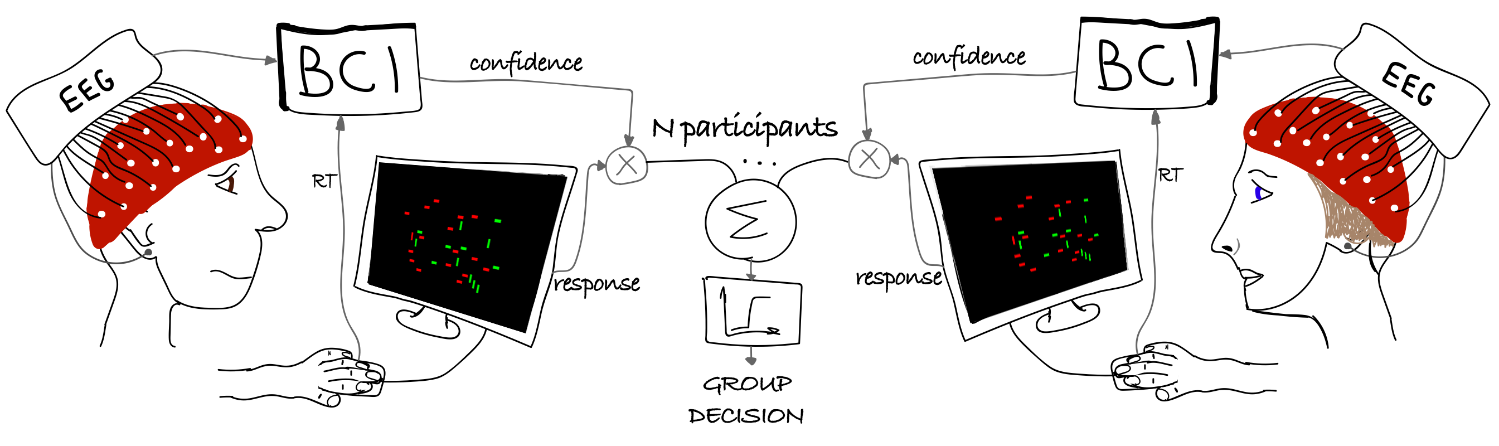 EEG
BCI
confidence
RT
response
N participants
...
Σ
GROUP
DECISION
confidence
BCI
EEG
RT
response
X
X